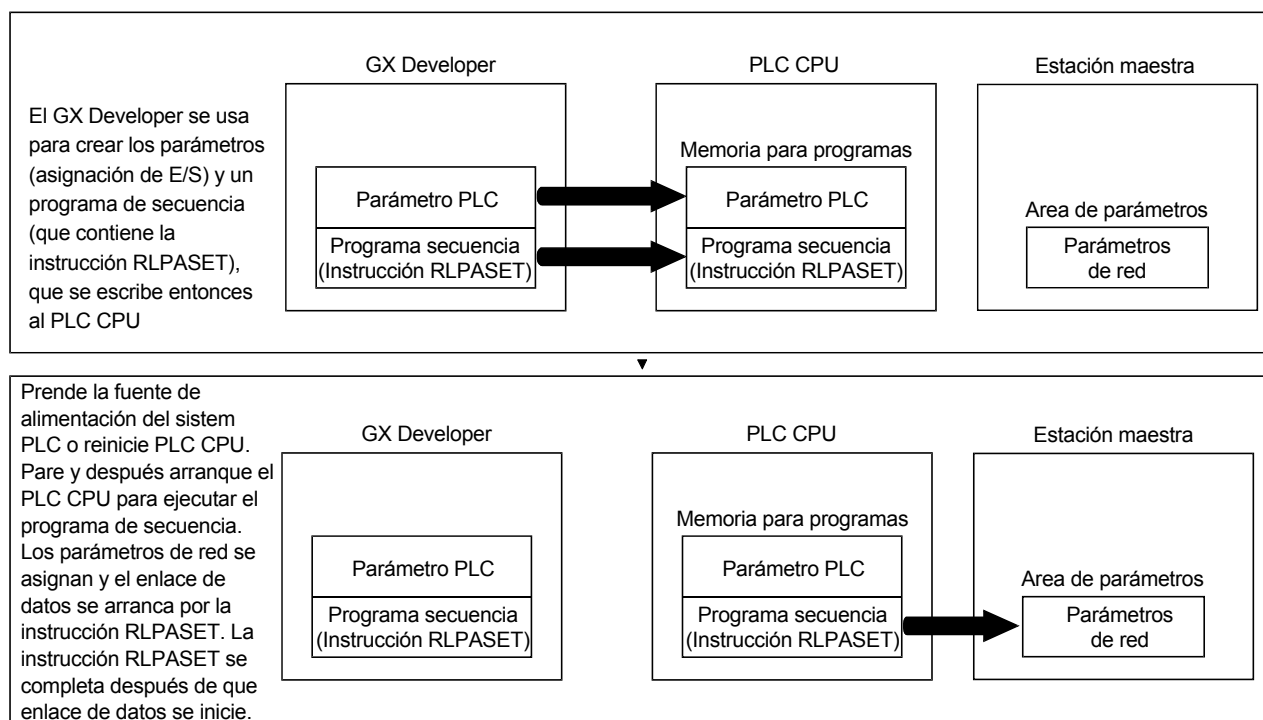 GX Developer
PLC CPU
Estación maestra
El GX Developer se usa
para crear los parámetros
(asignación de E/S) y un
programa de secuencia
(que contiene la
instrucción RLPASET),
que se escribe entonces
al PLC CPU
Parámetro PLC
Programa secuencia
(Instrucción RLPASET)
Memoria para programas
Parámetro PLC
Programa secuencia
(Instrucción RLPASET)
Area de parámetros
Parámetros
de red
Prende la fuente de
alimentación del sistem
PLC o reinicie PLC CPU.
Pare y después arranque el
PLC CPU para ejecutar el
programa de secuencia.
Los parámetros de red se
asignan y el enlace de
datos se arranca por la
instrucción RLPASET. La
instrucción RLPASET se
completa después de que
enlace de datos se inicie.
GX Developer
PLC CPU
Estación maestra
Parámetro PLC
Programa secuencia
(Instrucción RLPASET)
Memoria para programas
Parámetro PLC
Programa secuencia
(Instrucción RLPASET)
Area de parámetros
Parámetros
de red